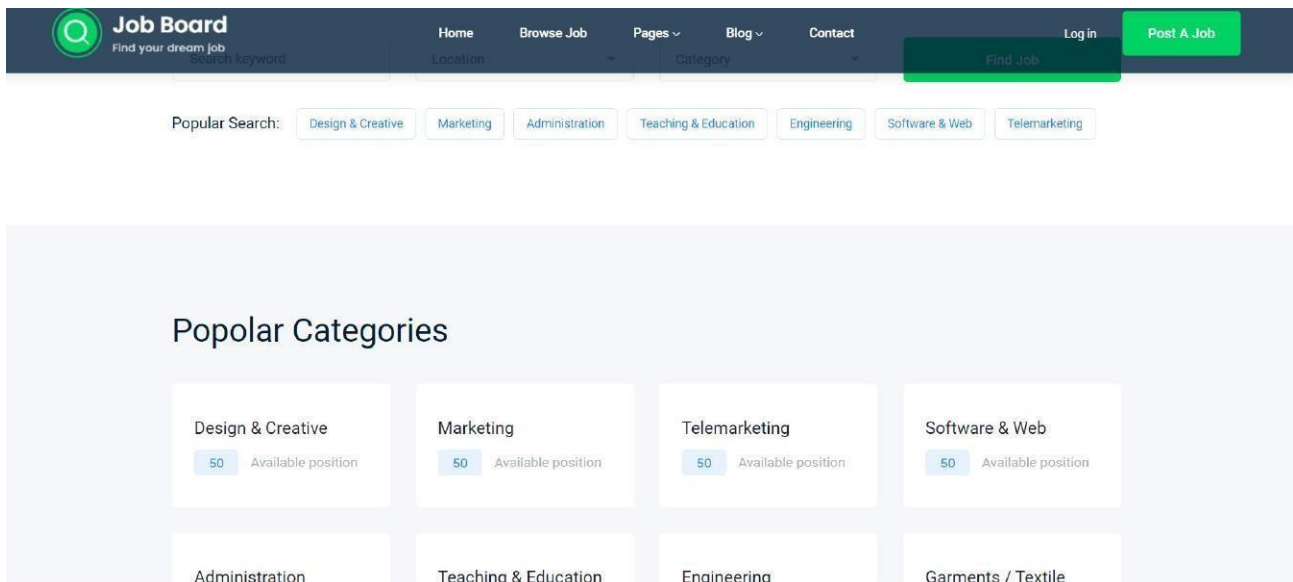 Job Board
Find your dream job
Home Browse Job Pages Blog Contact Log in Post A Job
Search keyword Location Category Find Job
Popular Search: Design & Creative Marketing Administration Teaching & Education Engineering Software & Web Telemarketing
Popolar Categories
Design & Creative Marketing Telemarketing Software & Web
50 Available position 50 Available position 50 Available position 50 Available position
Administration Teaching & Education Engineering Garments / Textile